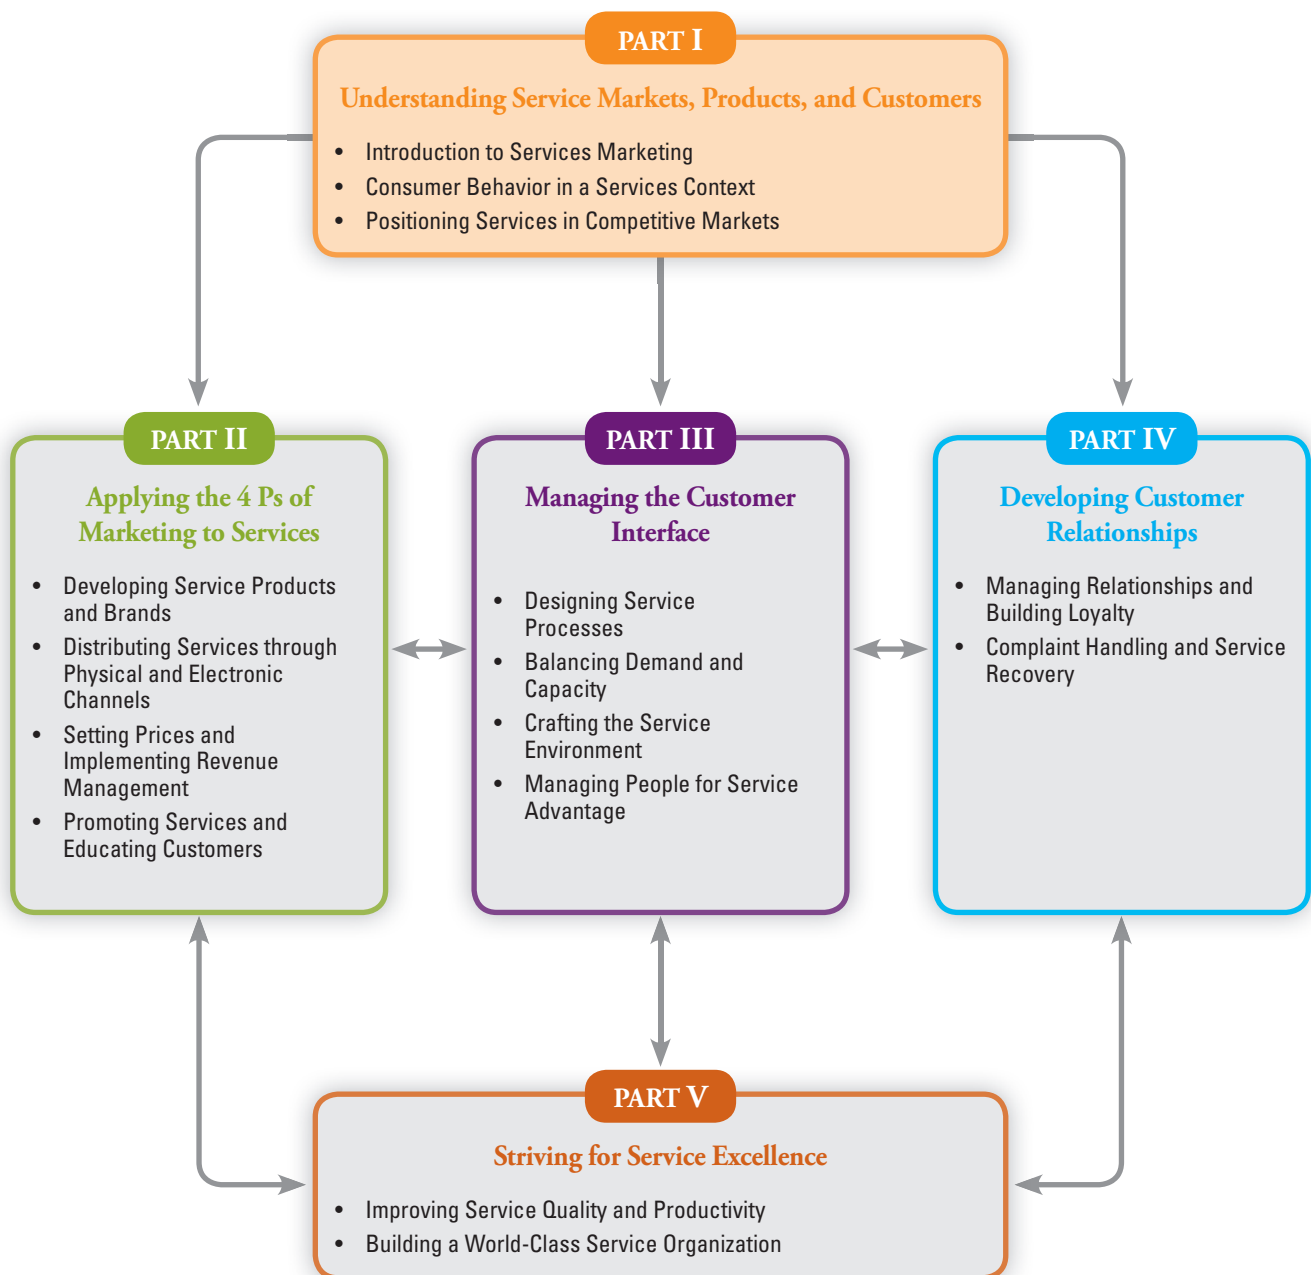 PART I
Understanding Service Markets, Products, and Customers
• Introduction to Services Marketing
• Consumer Behavior in a Services Context
• Positioning Services in Competitive Markets
PART II
Applying the 4 Ps of
Marketing to Services
• Developing Service Products
and Brands
• Distributing Services through
Physical and Electronic
Channels
• Setting Prices and
Implementing Revenue
Management
• Promoting Services and
Educating Customers
PART III
Managing the Customer
Interface
• Designing Service
Processes
• Balancing Demand and
Capacity
• Crafting the Service
Environment
• Managing People for Service
Advantage
PART IV
Developing Customer
Relationships
• Managing Relationships and
Building Loyalty
• Complaint Handling and Service
Recovery
PART V
Striving for Service Excellence
• Improving Service Quality and Productivity
• Building a World-Class Service Organization